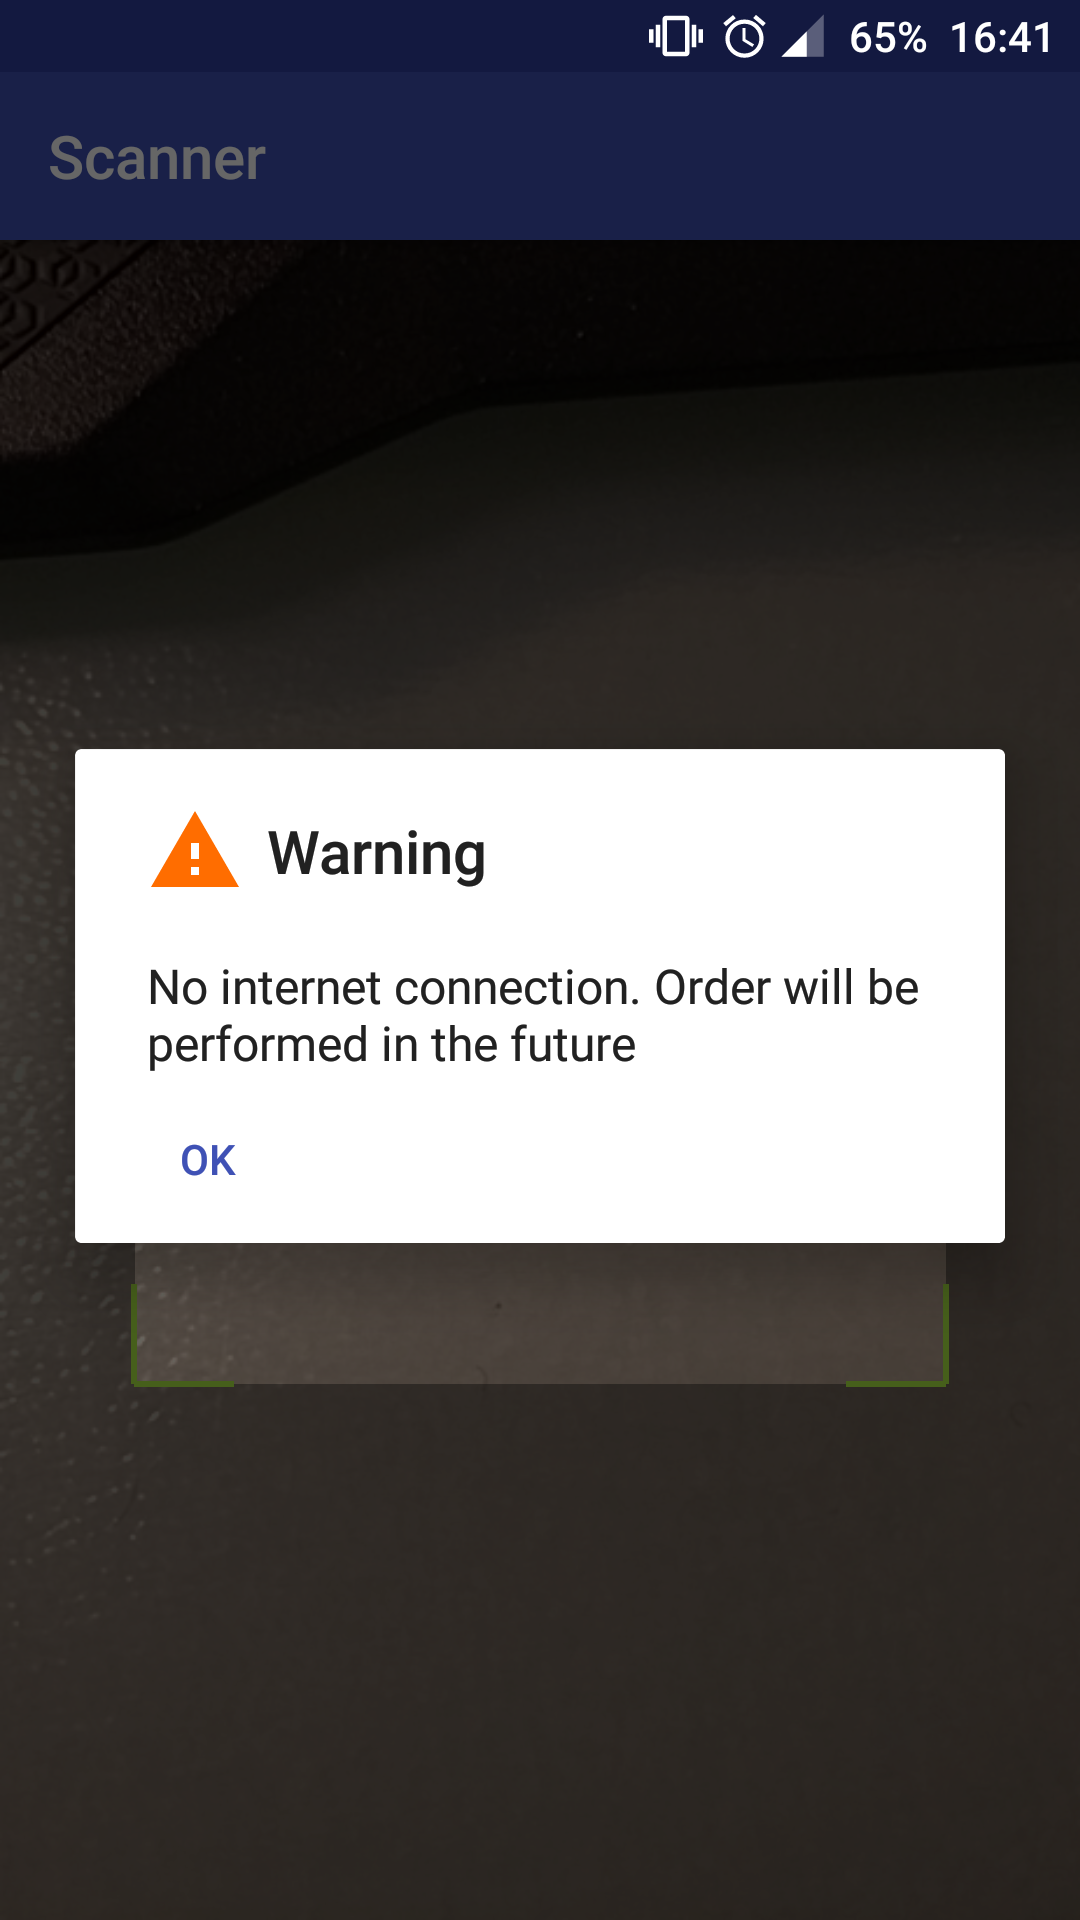 65% 16:41
Scanner
Warning
No internet connection. Order will be
performed in the future
OK